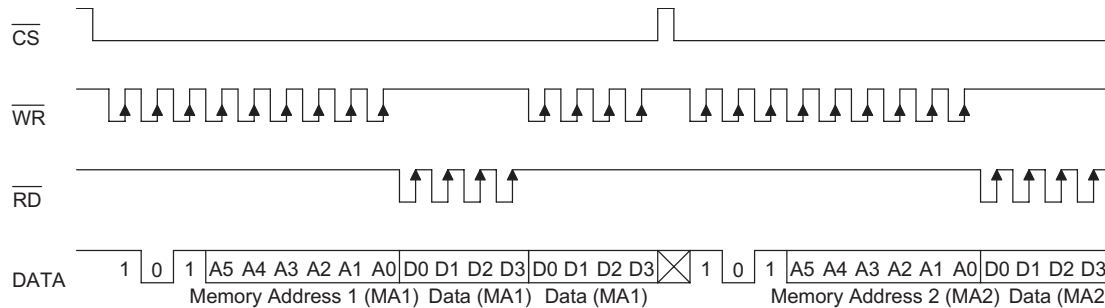 CS
WR
RD
DATA 1 0 1 A5 A4 A3 A2 A1 A0 D0 D1 D2 D3 D0 D1 D2 D3 1 0 1 A5 A4 A3 A2 A1 A0 D0 D1 D2 D3
Memory Address 1 (MA1) Data (MA1) Data (MA1) Memory Address 2 (MA2) Data (MA2